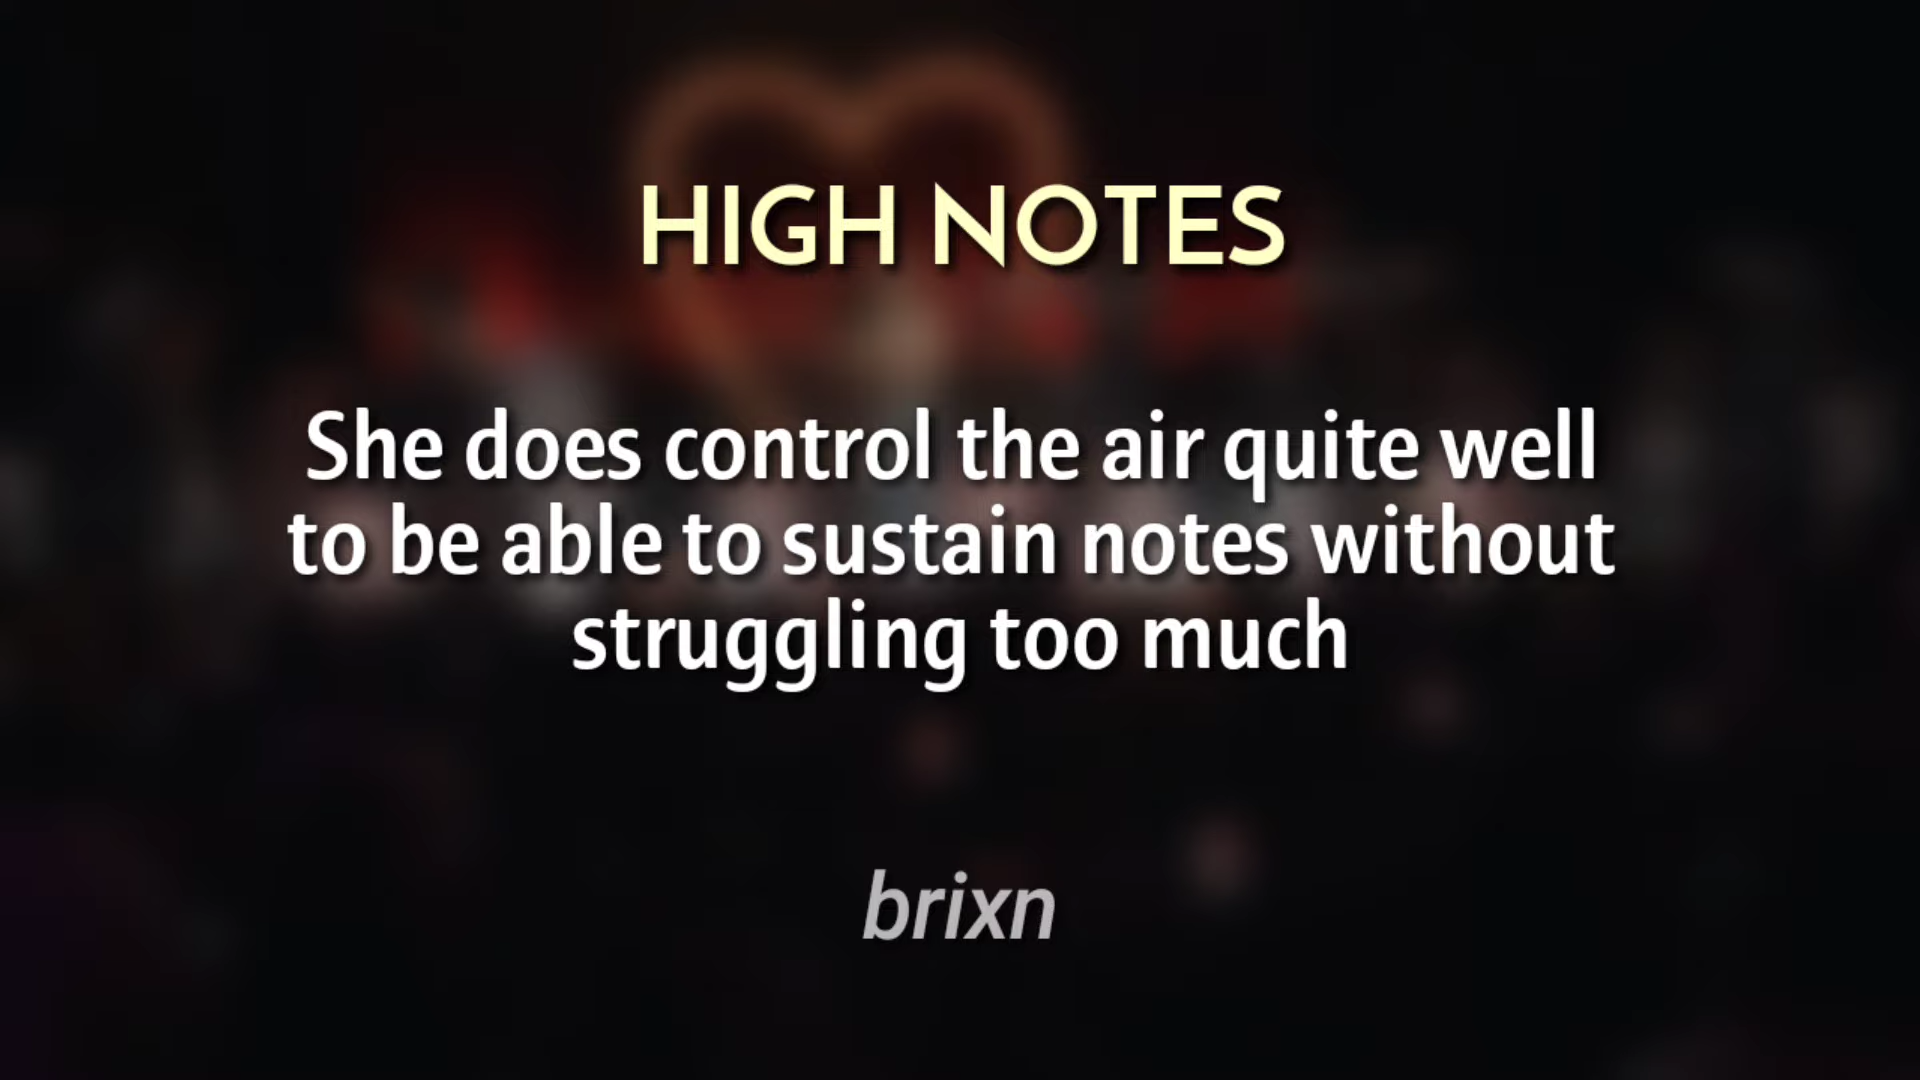 HIGH NOTES
She does control the air quite well
to be able to sustain notes without
struggling too much
brixn